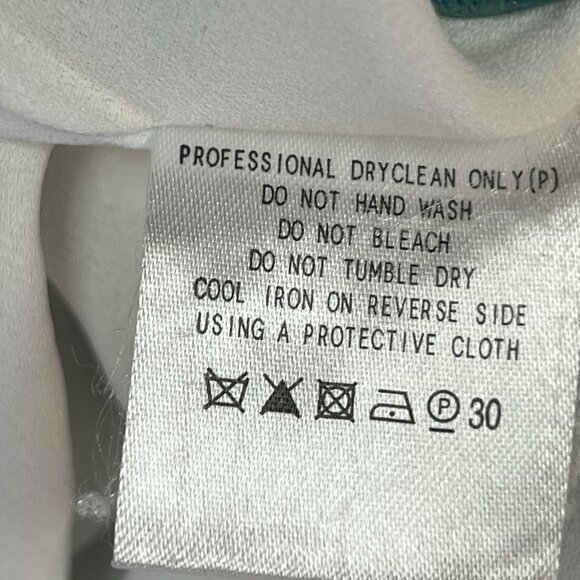 PROFESSIONAL DRYCLEAN ONLY(P)
DO NOT HAND WASH
DO NOT BLEACH
DO NOT TUMBLE DRY
COOL IRON ON REVERSE SIDE
USING A PROTECTIVE CLOTH
P 30